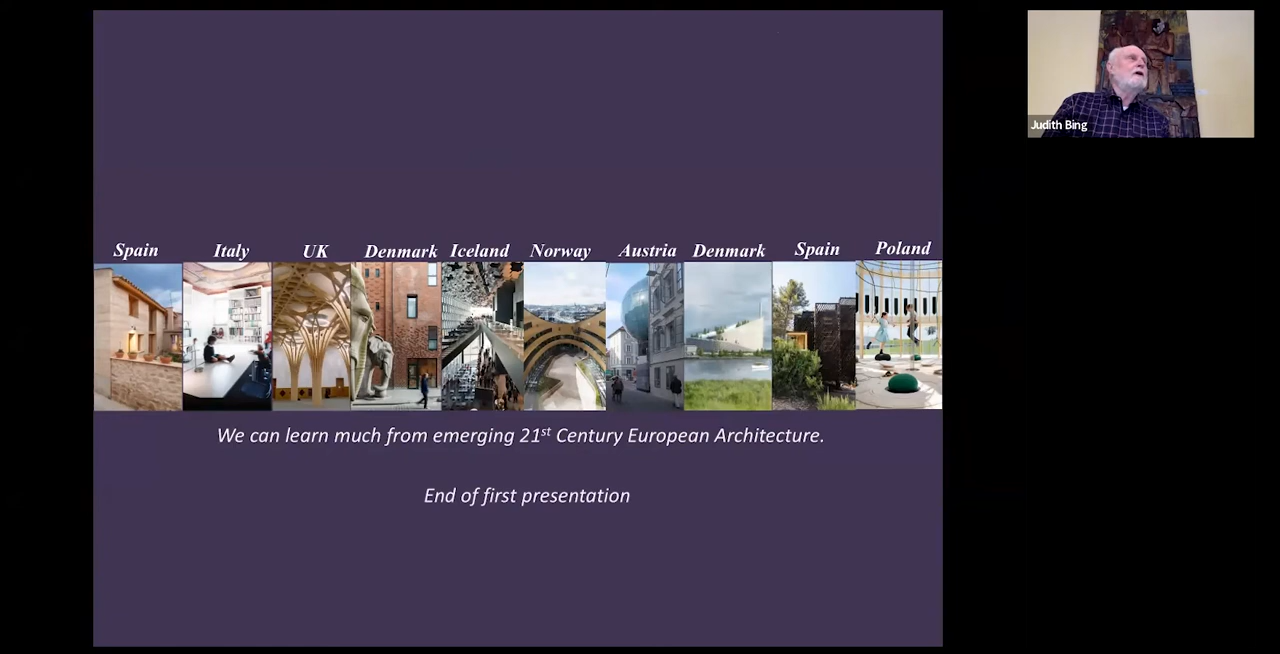 Judith Bing
Spain Italy UK Denmark Iceland Norway Austria Denmark Spain Poland
We can learn much from emerging 21st Century European Architecture.
End of first presentation